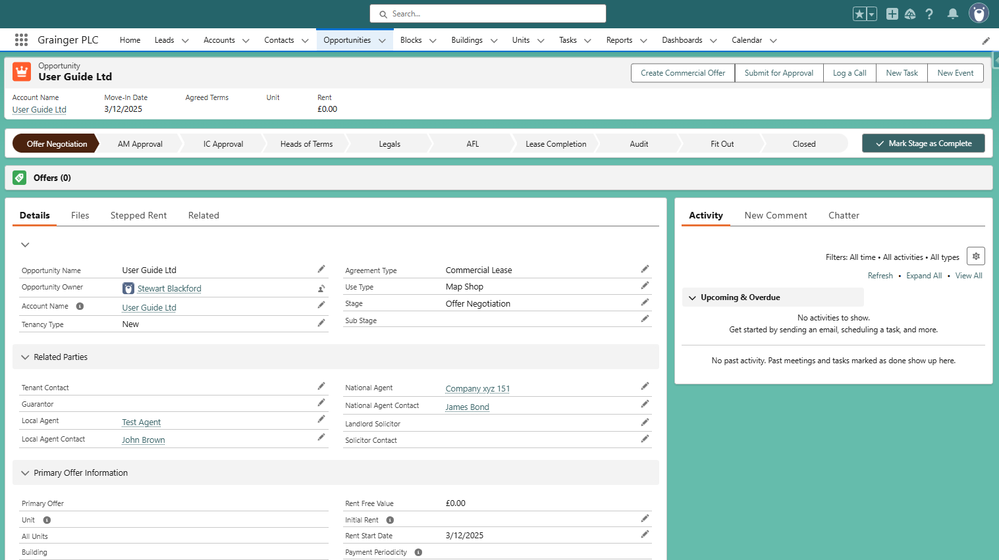 Search...
Grainger PLC Home Leads Accounts Contacts Opportunities Blocks Buildings Units Tasks Reports Dashboards Calendar
Opportunity
User Guide Ltd
Create Commercial Offer Submit for Approval Log a Call New Task New Event
Account Name Move-In Date Agreed Terms Unit Rent
User Guide Ltd 3/12/2025 £0.00
Offer Negotiation AM Approval IC Approval Heads of Terms Legals AFL Lease Completion Audit Fit Out Closed Mark Stage as Complete
Offers (0)
Details Files Stepped Rent Related
Opportunity Name User Guide Ltd
Opportunity Owner Stewart Blackford
Account Name User Guide Ltd
Tenancy Type New
Agreement Type Commercial Lease
Use Type Map Shop
Stage Offer Negotiation
Sub Stage
Related Parties
Tenant Contact
Guarantor
Local Agent Test Agent
Local Agent Contact John Brown
National Agent Company xyz 151
National Agent Contact James Bond
Landlord Solicitor
Solicitor Contact
Primary Offer Information
Primary Offer
Unit
All Units
Building
Rent Free Value £0.00
Initial Rent
Rent Start Date 3/12/2025
Payment Periodicity
Activity New Comment Chatter
Filters: All time • All activities • All types
Refresh • Expand All • View All
Upcoming & Overdue
No activities to show.
Get started by sending an email, scheduling a task, and more.
No past activity. Past meetings and tasks marked as done show up here.